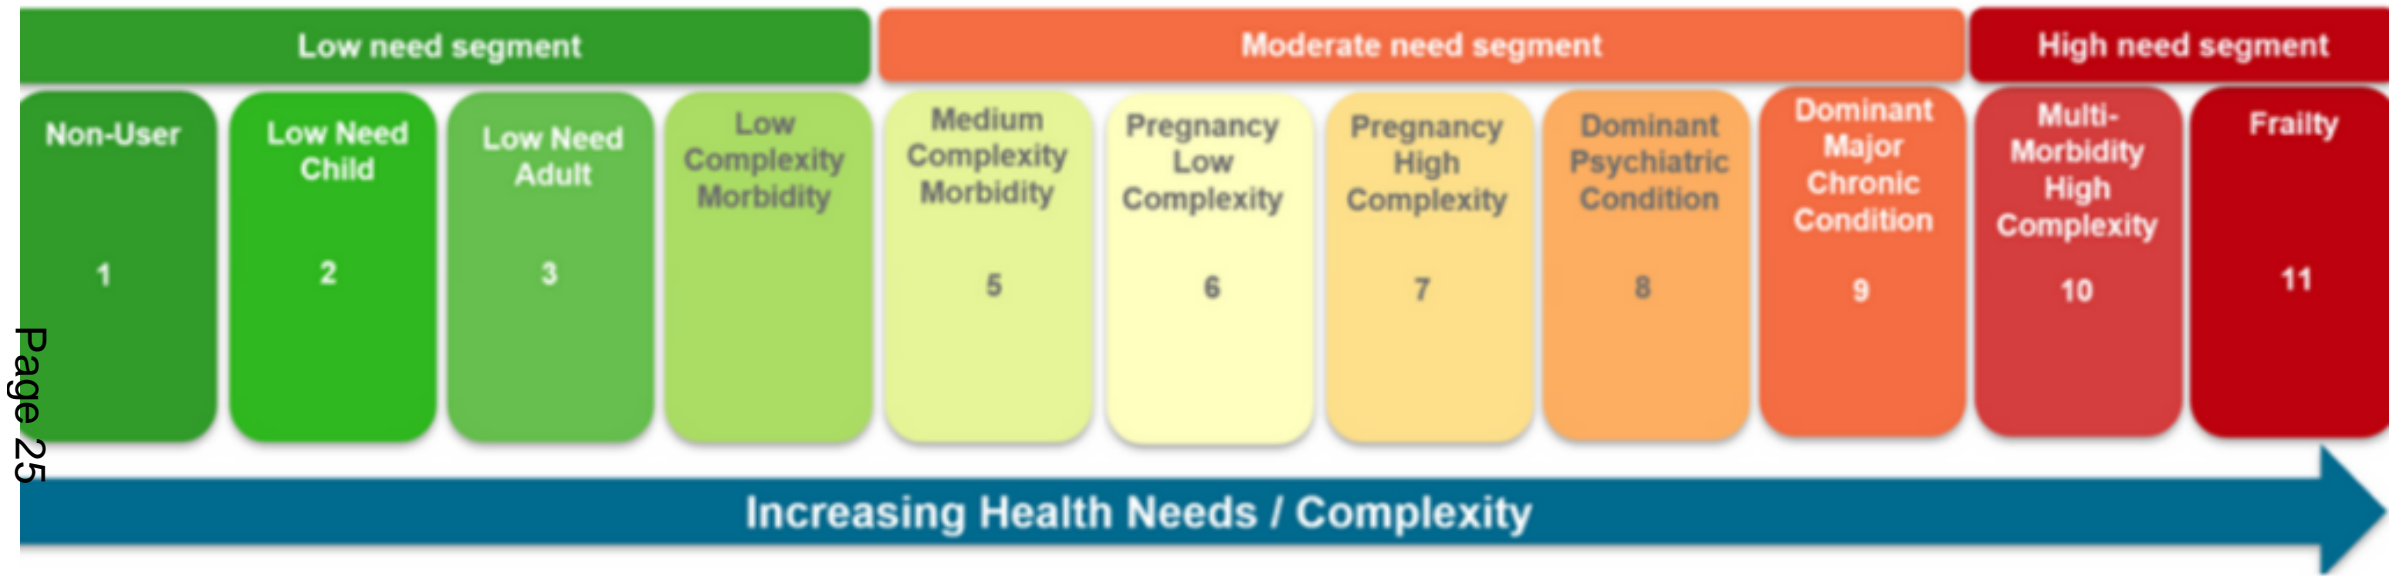 Low need segment
Moderate need segment
High need segment
Non-User
1
Low Need
Child
2
Low Need
Adult
3
Low
Complexity
Morbidity
Medium
Complexity
Morbidity
5
Pregnancy
Low
Complexity
6
Pregnancy
High
Complexity
7
Dominant
Psychiatric
Condition
8
Dominant
Major
Chronic
Condition
9
Multi-
Morbidity
High
Complexity
10
Frailty
11
Increasing Health Needs / Complexity
Page 25